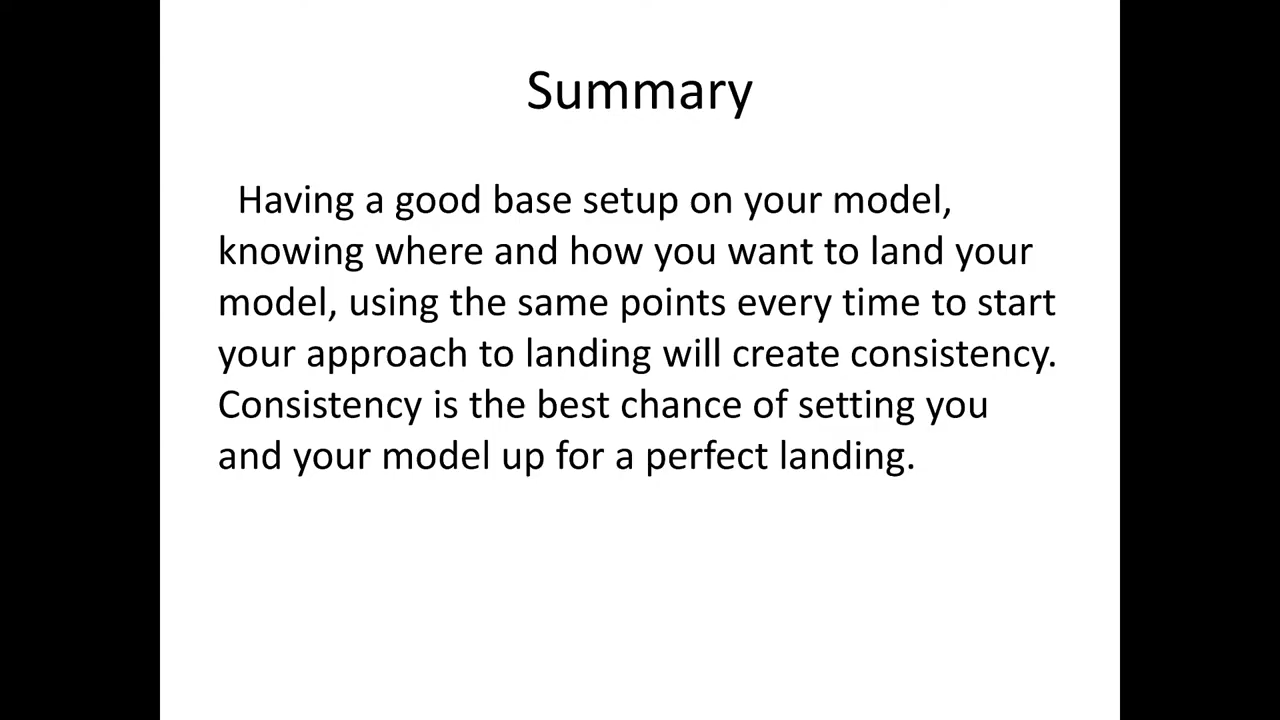 Summary
Having a good base setup on your model,
knowing where and how you want to land your
model, using the same points every time to start
your approach to landing will create consistency.
Consistency is the best chance of setting you
and your model up for a perfect landing.